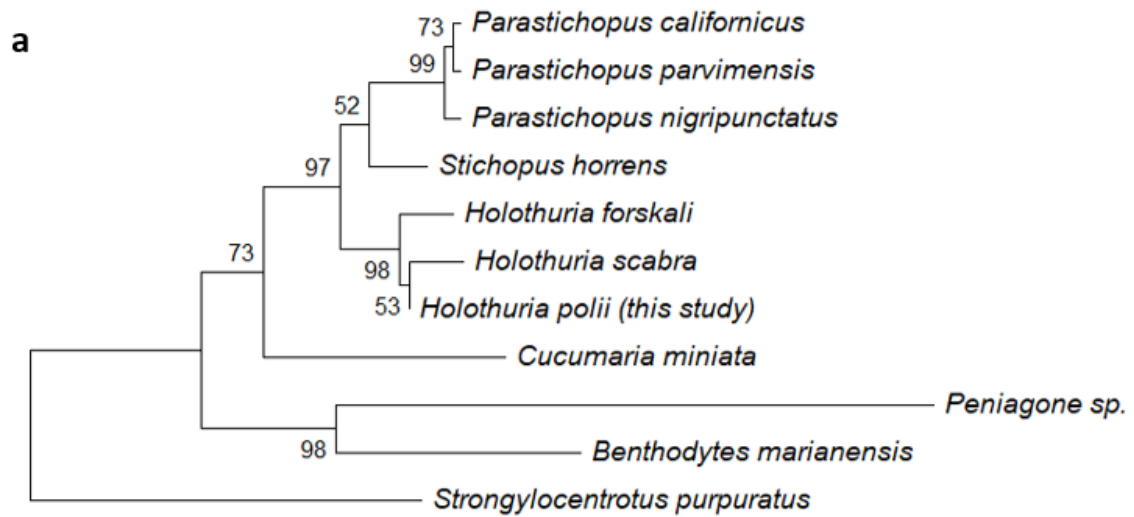 a
73
Parastichopus californicus
99
Parastichopus parvimensis
Parastichopus nigripunctatus
52
Stichopus horrens
97
Holothuria forskali
98
Holothuria scabra
53
Holothuria polii (this study)
73
Cucumaria miniata
Peniagone sp.
98
Benthodytes marianensis
Strongylocentrotus purpuratus